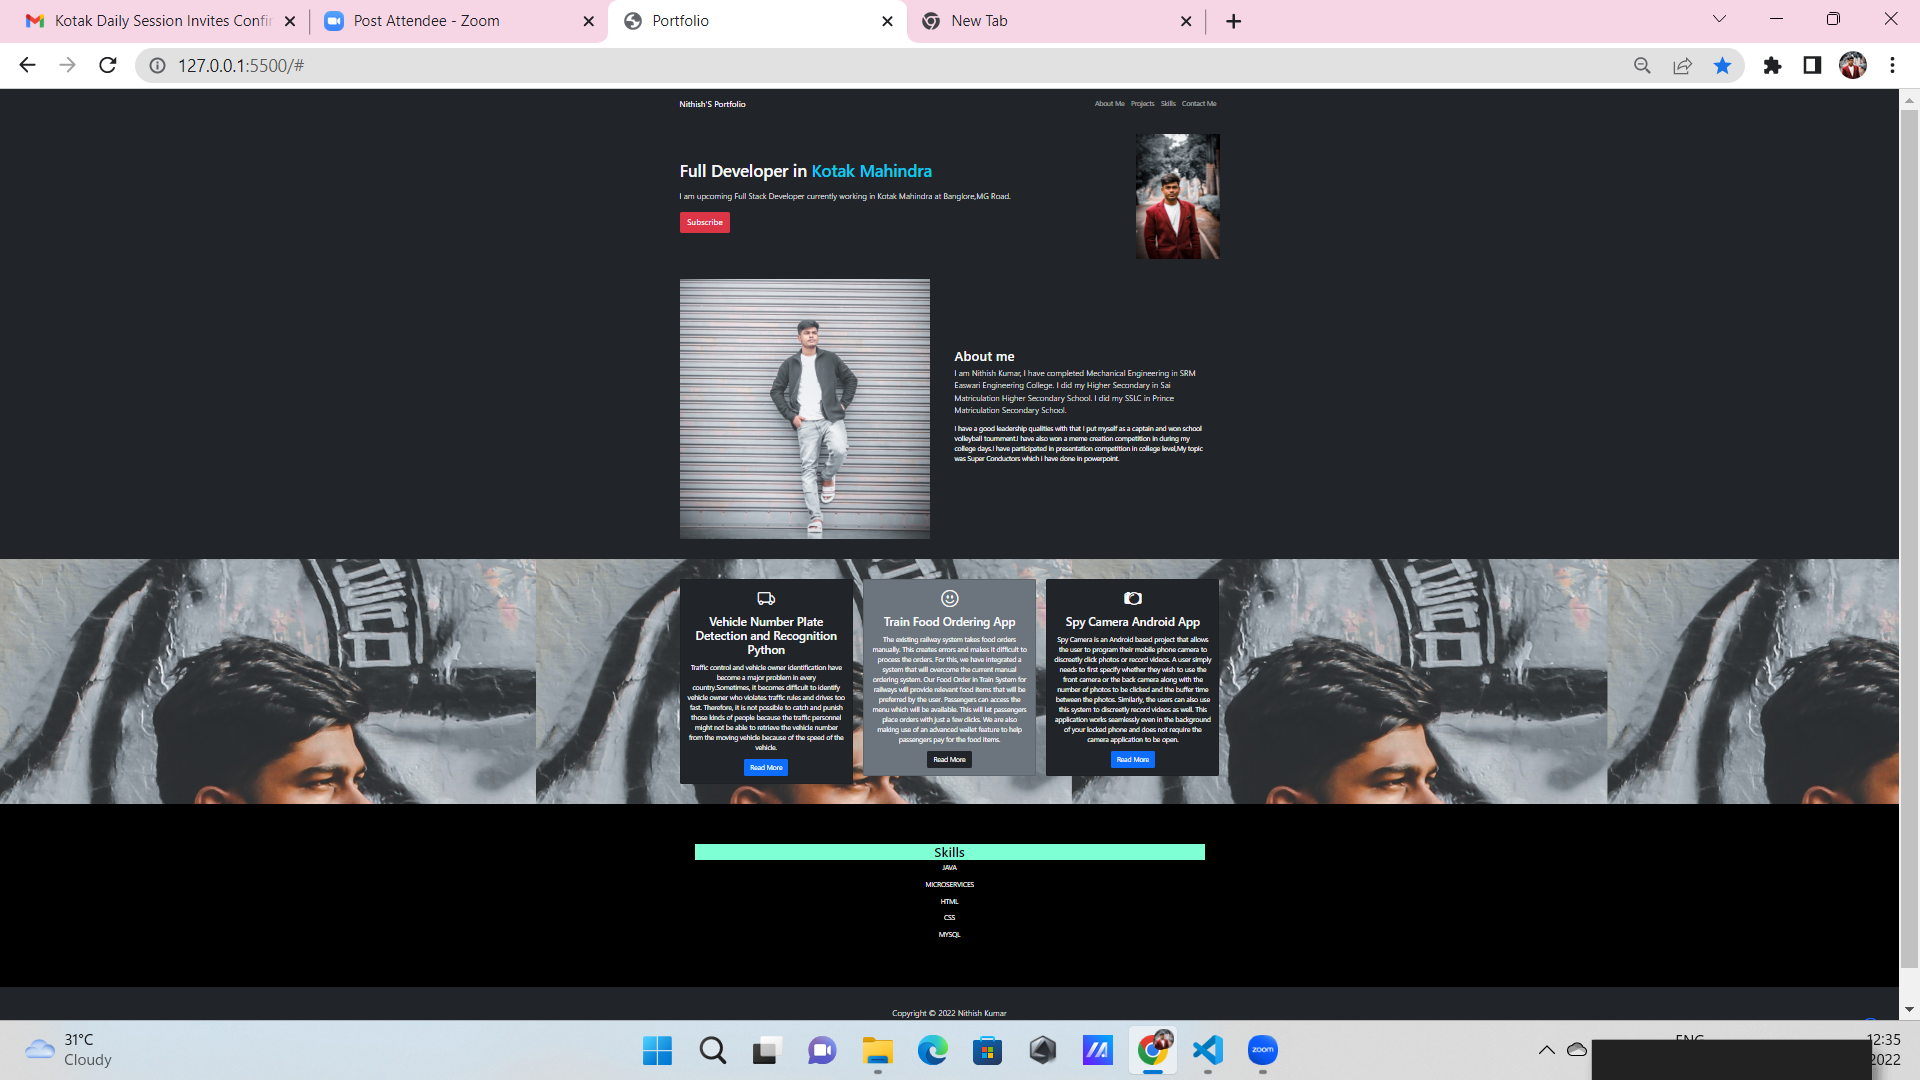 Kotak Daily Session Invites Confir
Post Attendee - Zoom
Portfolio
New Tab
127.0.0.1:5500/#
Nithish'S Portfolio
About Me Projects Skills Contact Me
Full Developer in Kotak Mahindra
I am upcoming Full Stack Developer currently working in Kotak Mahindra at Banglore,MG Road.
Subscribe
About me
I am Nithish Kumar, I have completed Mechanical Engineering in SRM
Easwari Engineering College. I did my Higher Secondary in Sai
Matriculation Higher Secondary School. I did my SSLC in Prince
Matriculation Secondary School.
I have a good leadership qualities with that I put myself as a captain and won school
volleyball tournment.I have also won a meme creation competition in during my
college days.I have participated in presentation competition in college level,My topic
was Super Conductors which I have done in powerpoint.
Vehicle Number Plate
Detection and Recognition
Python
Traffic control and vehicle owner identification have
become a major problem in every
country.Sometimes, it becomes difficult to identify
vehicle owner who violates traffic rules and drives too
fast. Therefore, it is not possible to catch and punish
those kinds of people because the traffic personnel
might not be able to retrieve the vehicle number
from the moving vehicle because of the speed of the
vehicle.
Read More
Train Food Ordering App
The existing railway system takes food orders
manually. This creates errors and makes it difficult to
process the orders. For this, we have integrated a
system that will overcome the current manual
ordering system. Our Food Order in Train System for
railways will provide relevant food items that will be
preferred by the user. Passengers can access the
menu which will be available. This will let passengers
place orders with just a few clicks. We are also
making use of an advanced wallet feature to help
passengers pay for the food items.
Read More
Spy Camera Android App
Spy Camera is an Android based project that allows
the user to program their mobile phone camera to
discreetly click photos or record videos. A user simply
needs to first specify whether they wish to use the
front camera or the back camera along with the
number of photos to be clicked and the buffer time
between the photos. Similarly, the users can also use
this system to discreetly record videos as well. This
application works seamlessly even in the background
of your locked phone and does not require the
camera application to be open.
Read More
Skills
JAVA
MICROSERVICES
HTML
CSS
MYSQL
Copyright © 2022 Nithish Kumar
31°C
Cloudy
zoom
ENG
12:35
2022